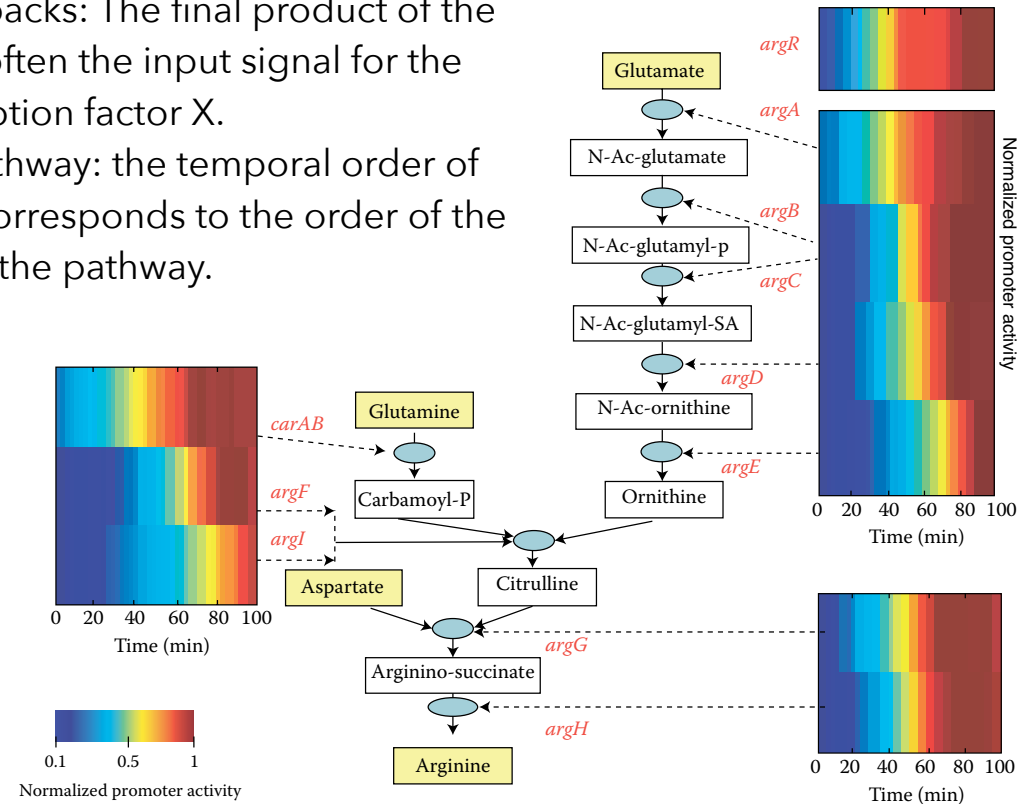 backs: The final product of the
often the input signal for the
ption factor X.
thway: the temporal order of
orresponds to the order of the
the pathway.
argR
Glutamate
argA
N-Ac-glutamate
argB
N-Ac-glutamyl-p
argC
N-Ac-glutamyl-SA
argD
N-Ac-ornithine
argE
Ornithine
Normalized promoter activity
0 20 40 60 80 100
Time (min)
Glutamine
carAB
Carbamoyl-P
argF
argI
Aspartate
Citrulline
0 20 40 60 80 100
Time (min)
argG
Arginino-succinate
argH
Arginine
0 20 40 60 80 100
Time (min)
0.1 0.5 1
Normalized promoter activity